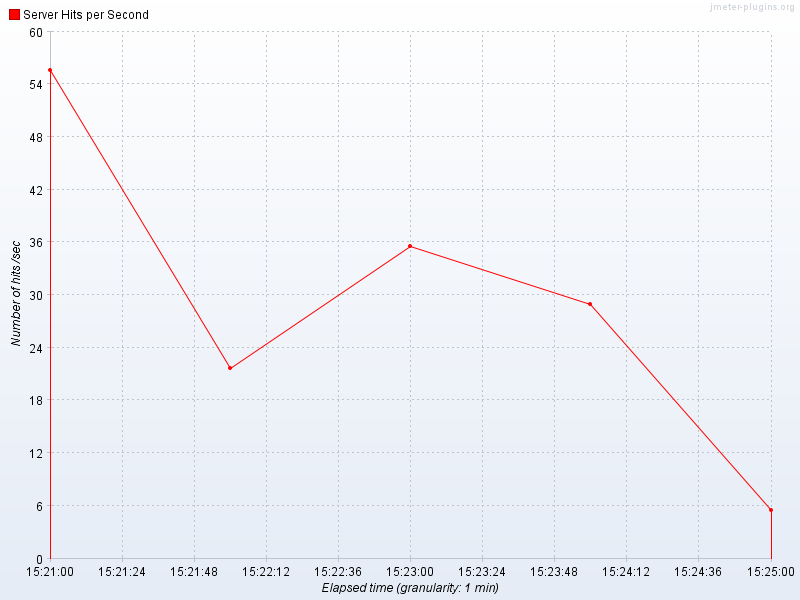 jmeter-plugins.org
Server Hits per Second
60
54
48
42
36
30
24
18
12
6
0
Number of hits /sec
15:21:00 15:21:24 15:21:48 15:22:12 15:22:36 15:23:00 15:23:24 15:23:48 15:24:12 15:24:36 15:25:00
Elapsed time (granularity: 1 min)